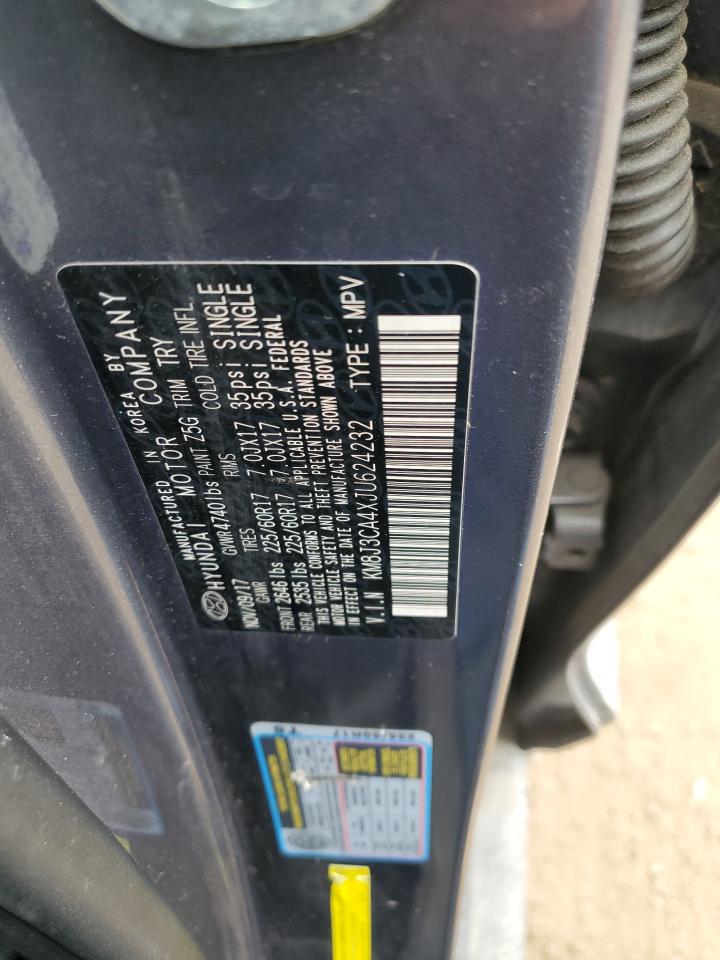 MANUFACTURED IN KOREA BY
HYUNDAI MOTOR COMPANY
NOV/09/17 GVWR4740lbs PAINT Z5G TRIM TRY
GAWR TIRES RIMS COLD TIRE INFL
FRONT 2646 lbs 225/60R17 7.0JX17 35psi SINGLE
REAR 2535 lbs 225/60R17 7.0JX17 35psi SINGLE
THIS VEHICLE CONFORMS TO ALL APPLICABLE U.S.A. FEDERAL
MOTOR VEHICLE SAFETY AND THEFT PREVENTION STANDARDS
IN EFFECT ON THE DATE OF MANUFACTURE SHOWN ABOVE
V.I.N KM8J3CA4XJU624232 TYPE : MPV
225/60R17